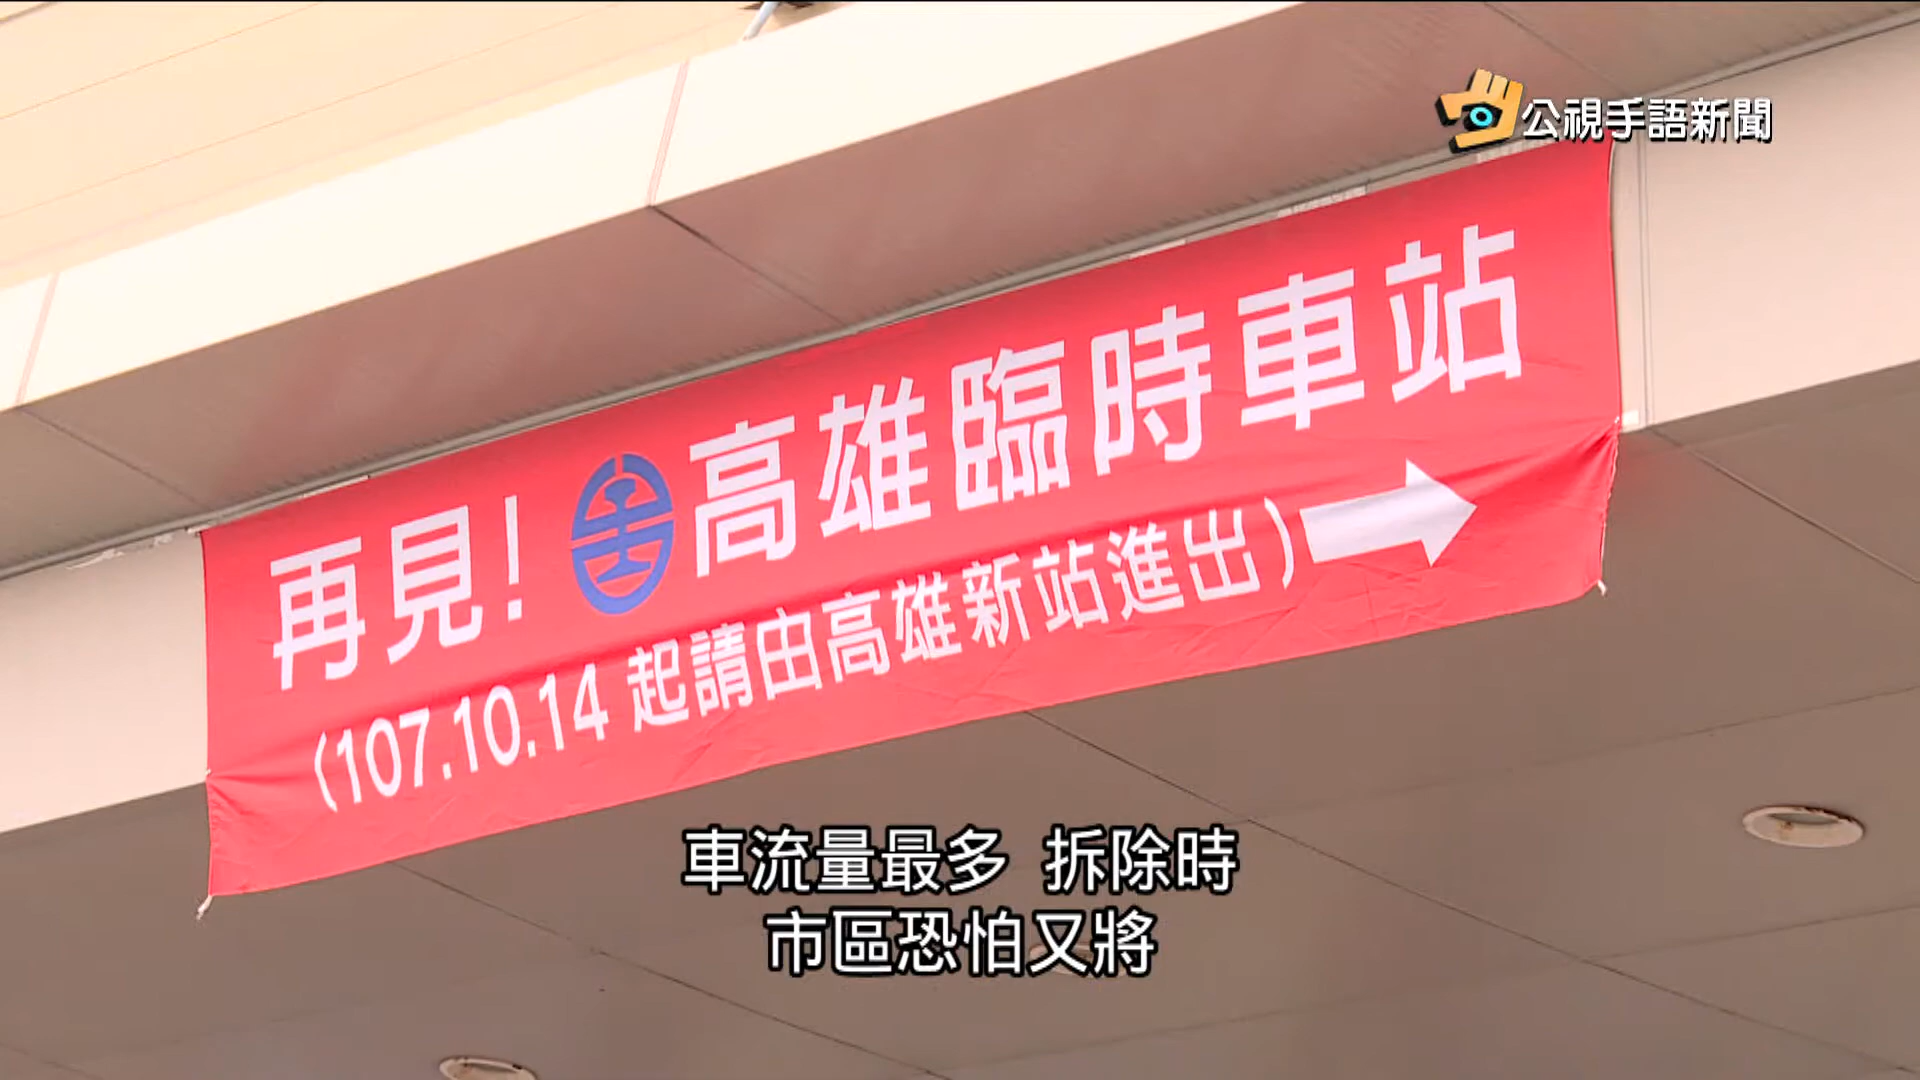 公視手語新聞
再見！高雄臨時車站
(107.10.14 起請由高雄新站進出)
車流量最多 拆除時
市區恐怕又將